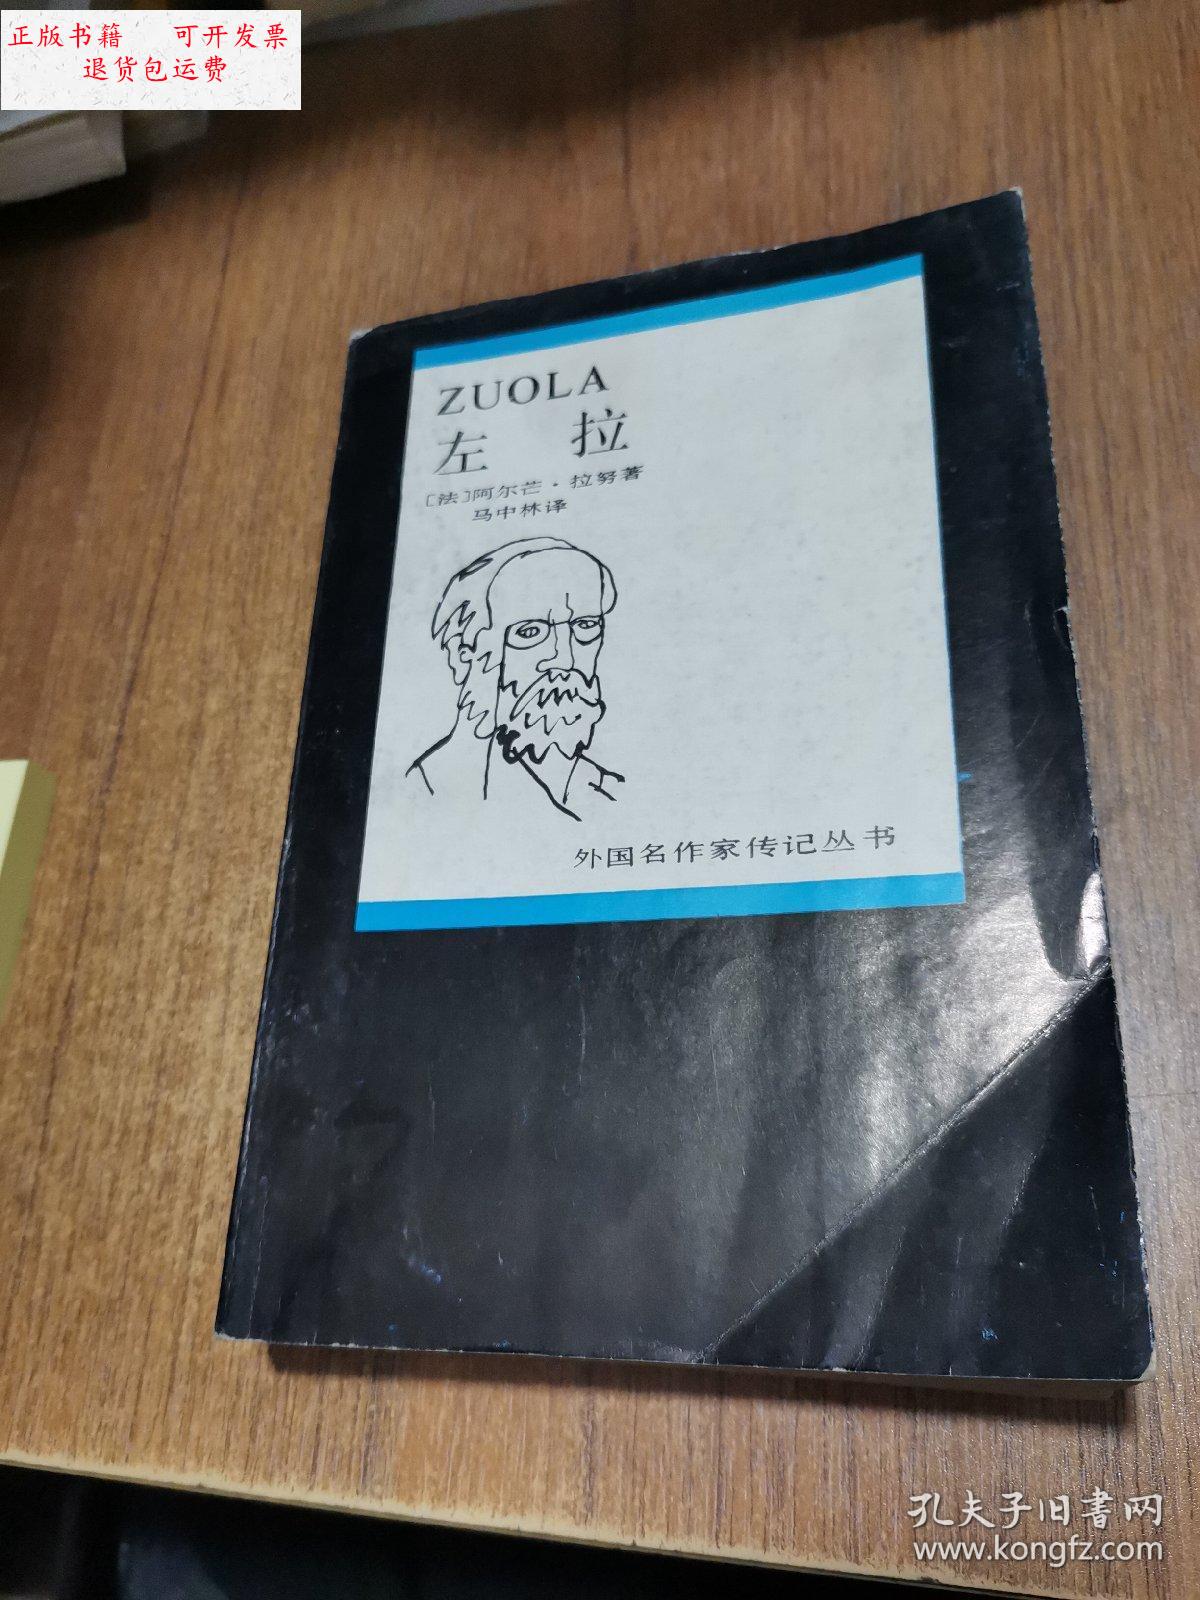 正版书籍 可开发票
退货包运费
ZUOLA
左 拉
[法]阿尔芒·拉努著
马中林译
外国名作家传记丛书
孔夫子旧书网
www.kongfz.com